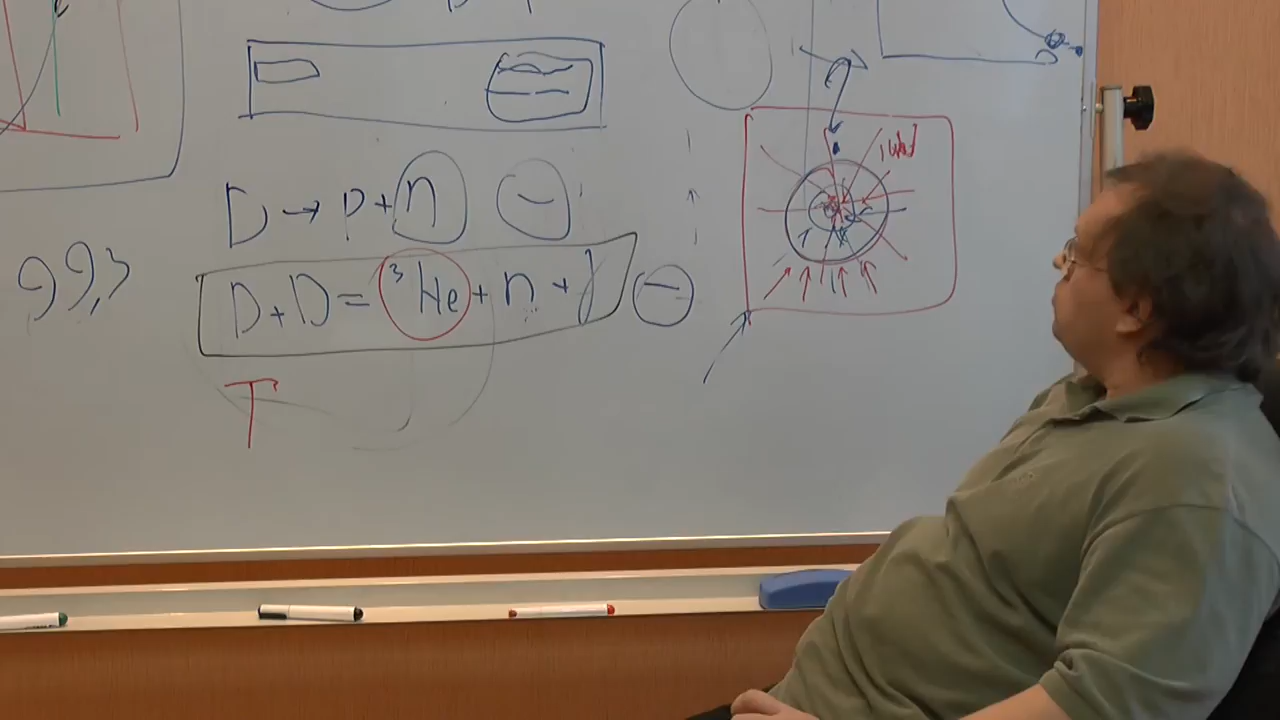 D → p + n −
99,3
D + D = ³He + n + γ −
T